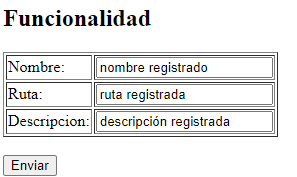 Funcionalidad
Nombre: nombre registrado
Ruta: ruta registrada
Descripcion: descripción registrada
Enviar